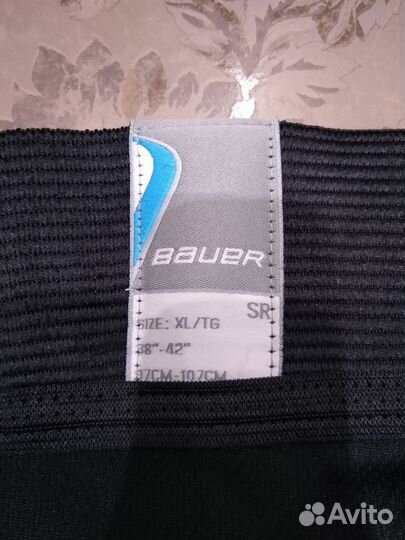 BAUER
SR
SIZE: XL/TG
38"-42"
97CM-107CM
Avito